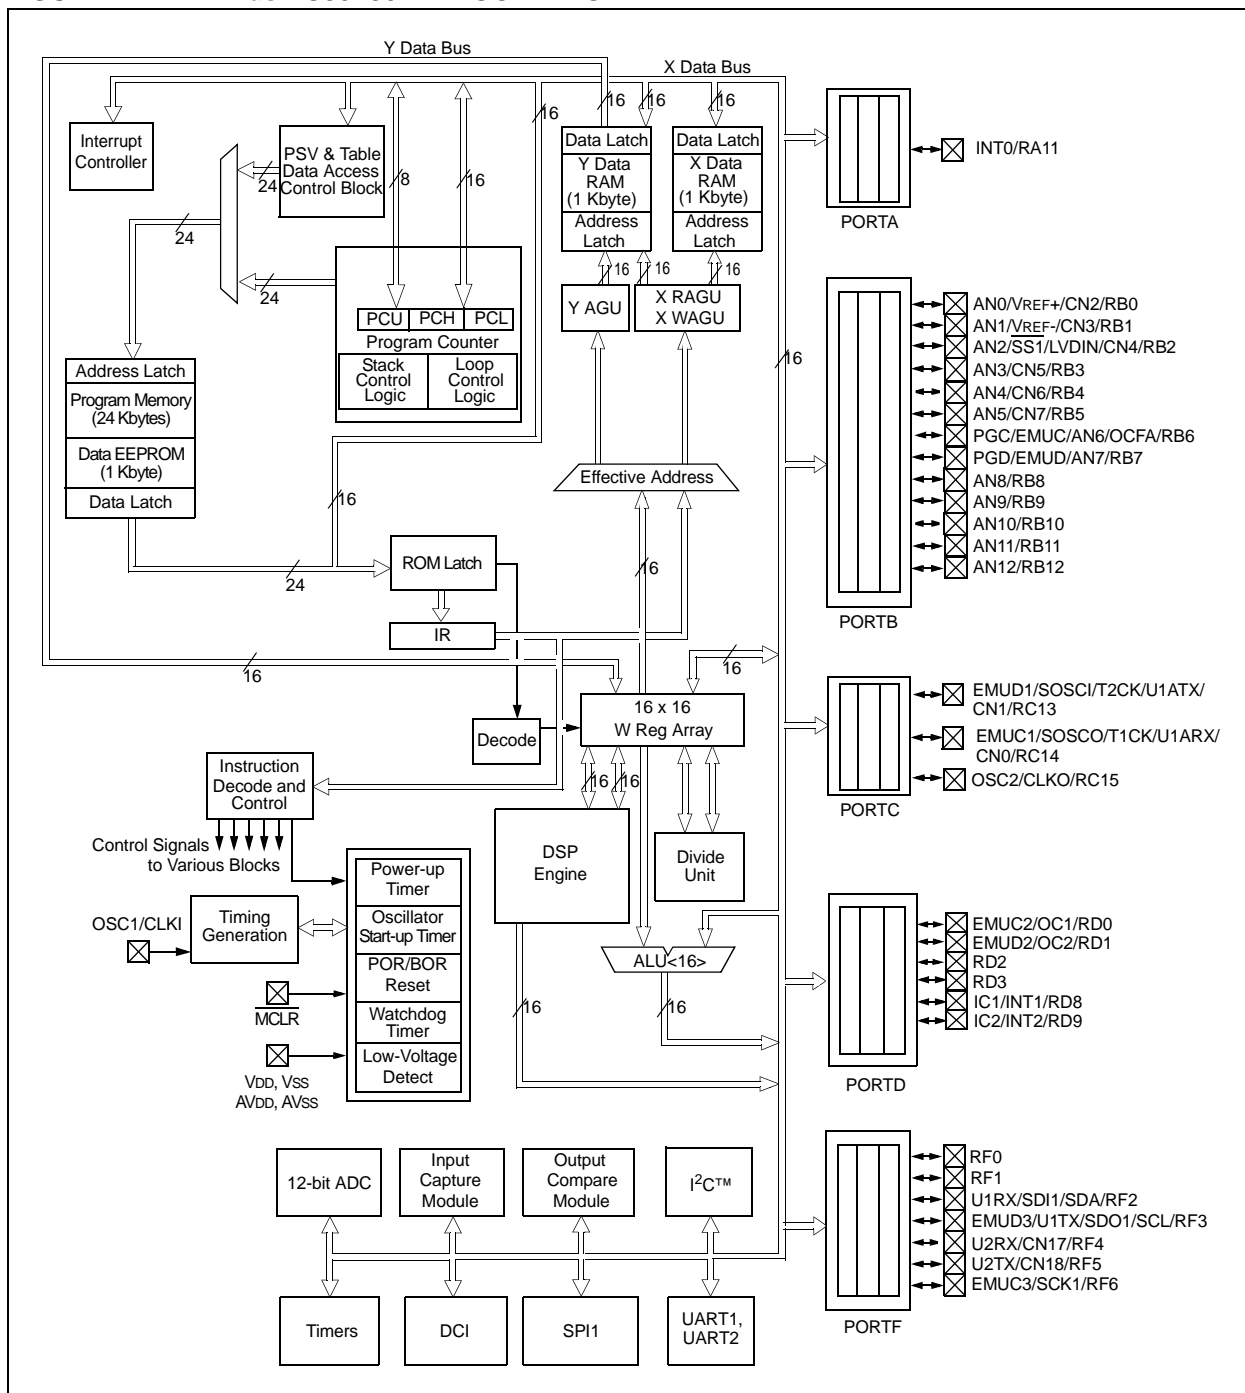 Y Data Bus
X Data Bus
16
16
16
16
Interrupt
Controller
PSV & Table
Data Access
Control Block
24
8
16
24
24
Data Latch
Y Data
RAM
(1 Kbyte)
Address
Latch
Data Latch
X Data
RAM
(1 Kbyte)
Address
Latch
16
16
16
Y AGU
X RAGU
X WAGU
PCU
PCH
PCL
Program Counter
Stack
Control
Logic
Loop
Control
Logic
16
Address Latch
Program Memory
(24 Kbytes)
Data EEPROM
(1 Kbyte)
Data Latch
16
Effective Address
24
ROM Latch
16
IR
16
16
16 x 16
W Reg Array
Decode
Instruction
Decode and
Control
Control Signals
to Various Blocks
16
16
DSP
Engine
Divide
Unit
OSC1/CLKI
Timing
Generation
Power-up
Timer
Oscillator
Start-up Timer
POR/BOR
Reset
Watchdog
Timer
Low-Voltage
Detect
MCLR
VDD, VSS
AVDD, AVSS
ALU<16>
16
16
12-bit ADC
Input
Capture
Module
Output
Compare
Module
I²C™
Timers
DCI
SPI1
UART1,
UART2
INT0/RA11
PORTA
AN0/VREF+/CN2/RB0
AN1/VREF-/CN3/RB1
AN2/SS1/LVDIN/CN4/RB2
AN3/CN5/RB3
AN4/CN6/RB4
AN5/CN7/RB5
PGC/EMUC/AN6/OCFA/RB6
PGD/EMUD/AN7/RB7
AN8/RB8
AN9/RB9
AN10/RB10
AN11/RB11
AN12/RB12
PORTB
EMUD1/SOSCI/T2CK/U1ATX/
CN1/RC13
EMUC1/SOSCO/T1CK/U1ARX/
CN0/RC14
OSC2/CLKO/RC15
PORTC
EMUC2/OC1/RD0
EMUD2/OC2/RD1
RD2
RD3
IC1/INT1/RD8
IC2/INT2/RD9
PORTD
RF0
RF1
U1RX/SDI1/SDA/RF2
EMUD3/U1TX/SDO1/SCL/RF3
U2RX/CN17/RF4
U2TX/CN18/RF5
EMUC3/SCK1/RF6
PORTF